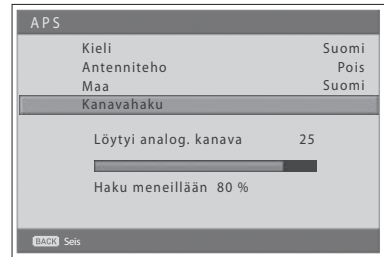 APS
Kieli Suomi
Antenniteho Pois
Maa Suomi
Kanavahaku
Löytyi analog. kanava 25
Haku meneillään 80 %
BACK Seis